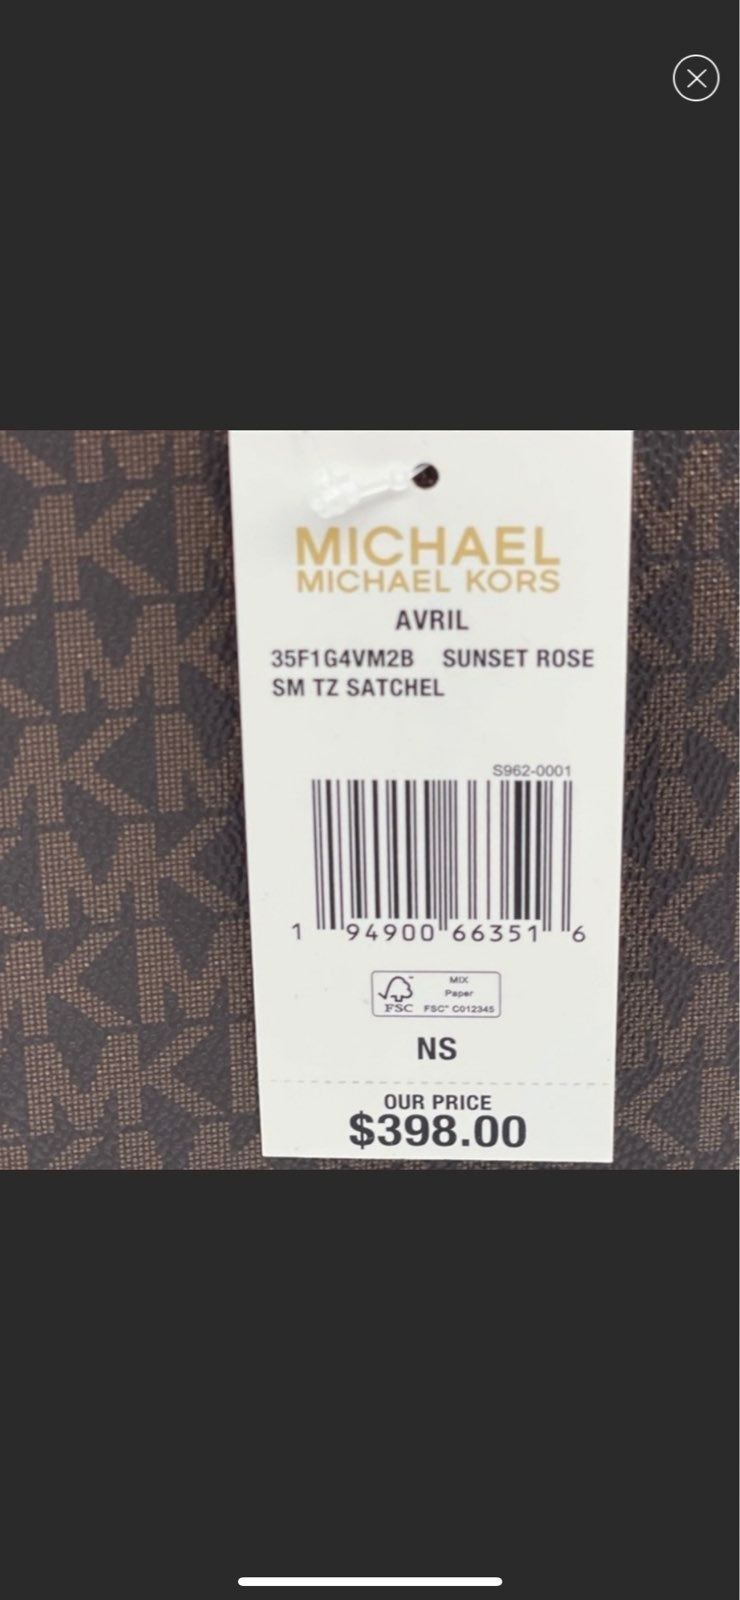 MICHAEL
MICHAEL KORS
AVRIL
35F1G4VM2B SUNSET ROSE
SM TZ SATCHEL
S962-0001
1 94900 66351 6
MIX
Paper
FSC™ C012345
FSC
NS
OUR PRICE
$398.00